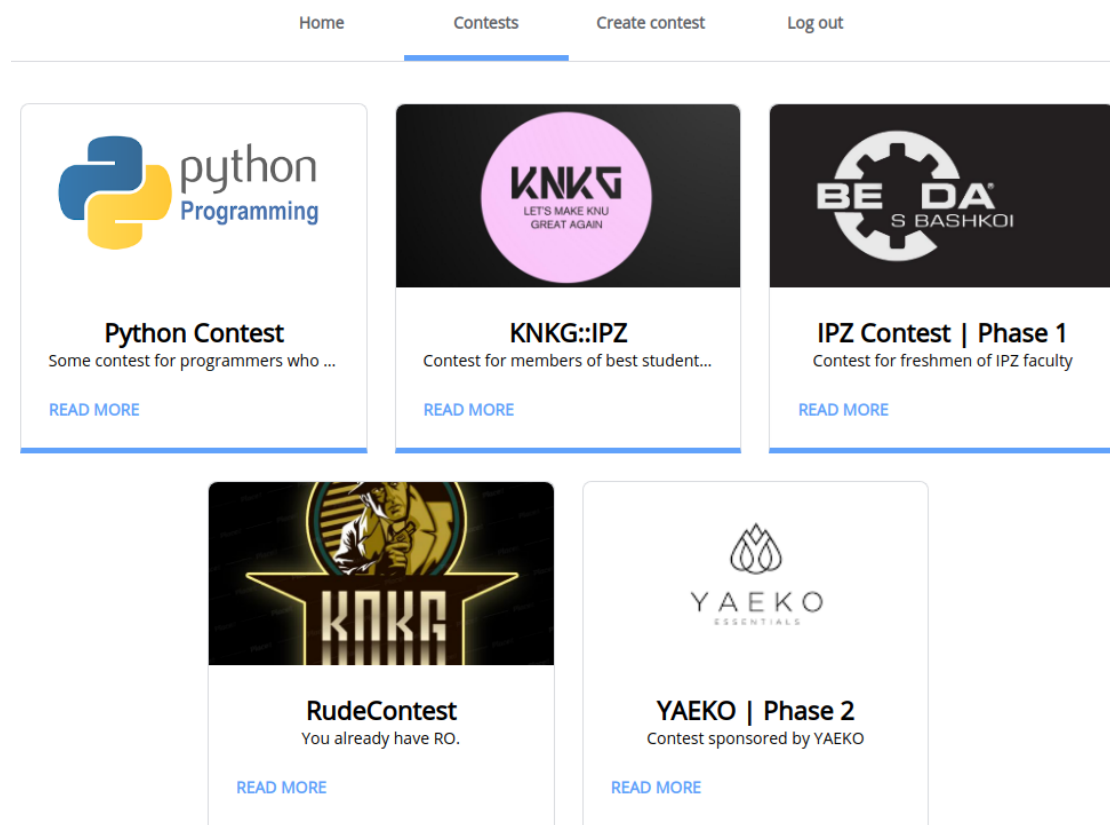 Home Contests Create contest Log out
python
Programming
KNKG
LET'S MAKE KNU
GREAT AGAIN
BE DA®
S BASHKOI
Python Contest
Some contest for programmers who ...
READ MORE
KNKG::IPZ
Contest for members of best student...
READ MORE
IPZ Contest | Phase 1
Contest for freshmen of IPZ faculty
READ MORE
KNKG
YAEKO
ESSENTIALS
RudeContest
You already have RO.
READ MORE
YAEKO | Phase 2
Contest sponsored by YAEKO
READ MORE